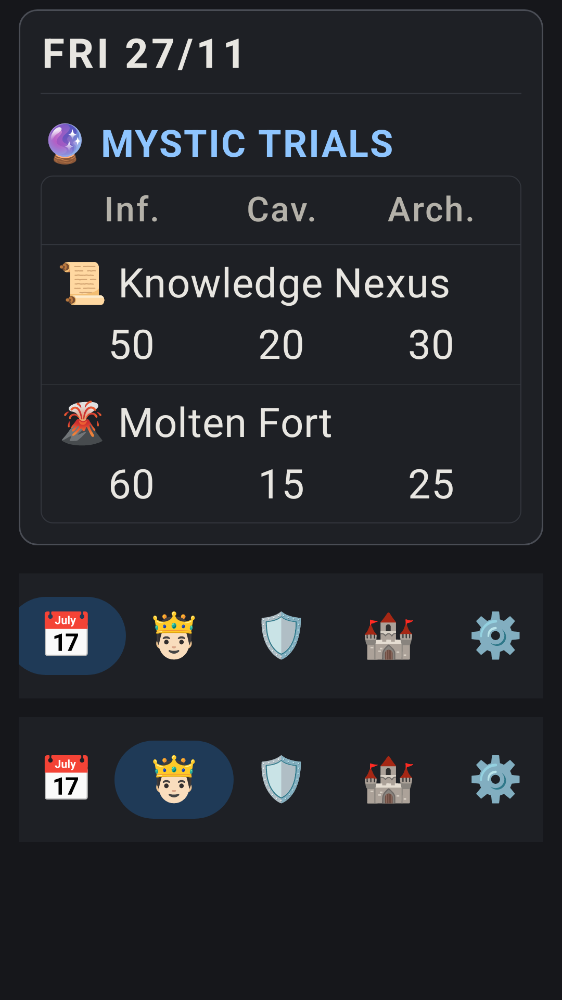 FRI 27/11
MYSTIC TRIALS
Inf. Cav. Arch.
Knowledge Nexus
50 20 30
Molten Fort
60 15 25
July
17
July
17